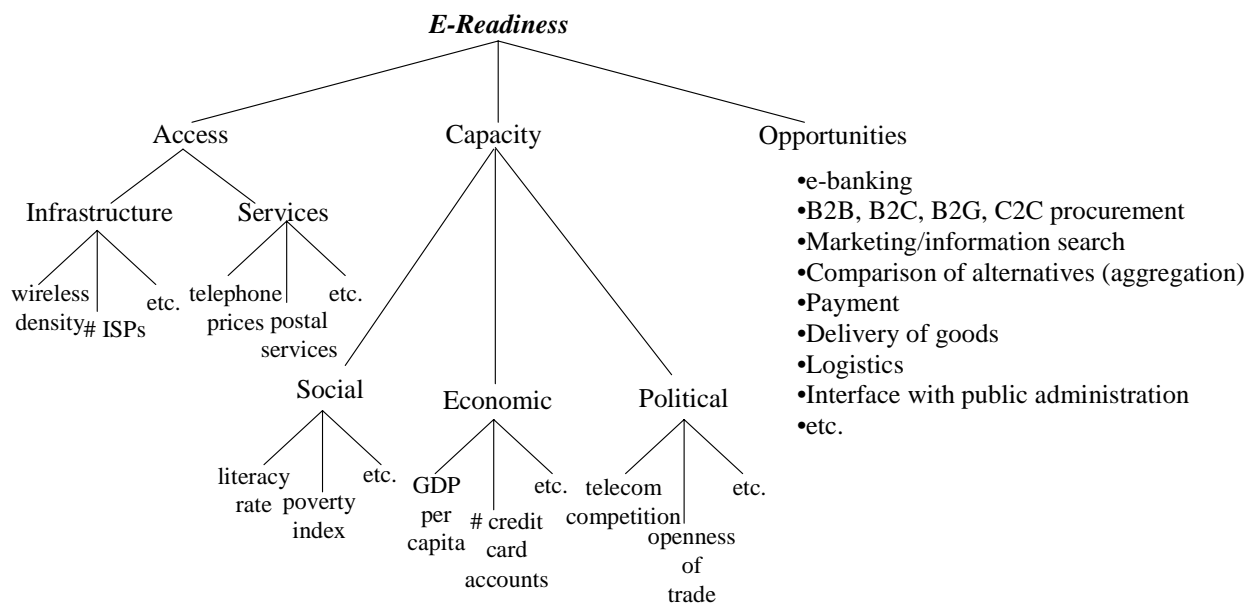 E-Readiness
Access
Capacity
Opportunities
Infrastructure
Services
wireless
density
# ISPs
etc.
telephone
prices
postal
services
etc.
Social
Economic
Political
literacy
rate
poverty
index
etc.
GDP
per
capita
# credit
card
accounts
etc.
telecom
competition
openness
of
trade
etc.
•e-banking
•B2B, B2C, B2G, C2C procurement
•Marketing/information search
•Comparison of alternatives (aggregation)
•Payment
•Delivery of goods
•Logistics
•Interface with public administration
•etc.